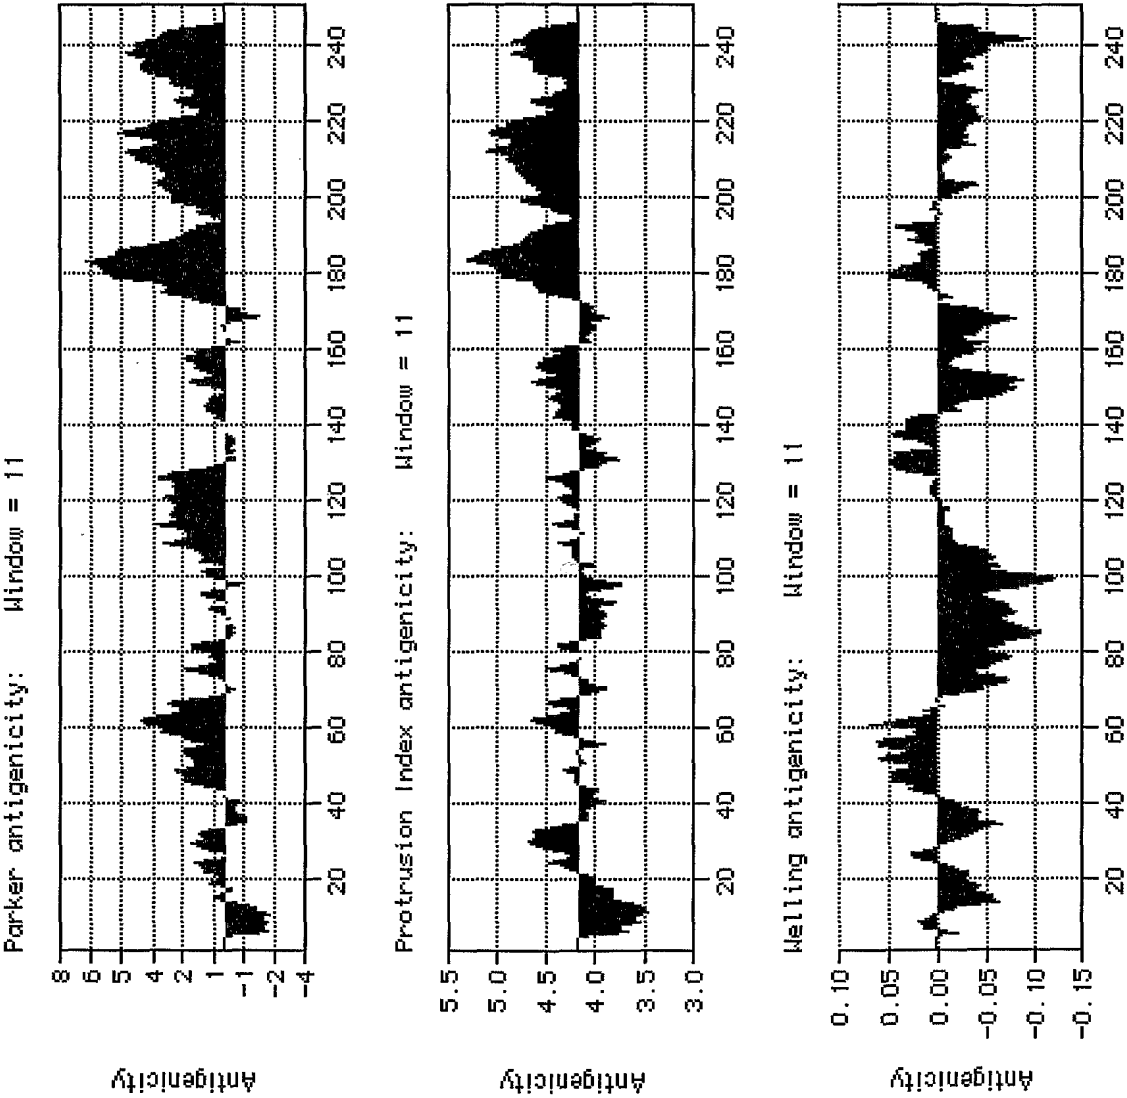 Parker antigenicity: Window = 11
Antigenicity
8
6
5
4
2
1
-1
-2
-4
20 40 60 80 100 120 140 160 180 200 220 240
Protrusion Index antigenicity: Window = 11
Antigenicity
5.5
5.0
4.5
4.0
3.5
3.0
20 40 60 80 100 120 140 160 180 200 220 240
Welling antigenicity: Window = 11
Antigenicity
0.10
0.05
0.00
-0.05
-0.10
-0.15
20 40 60 80 100 120 140 160 180 200 220 240